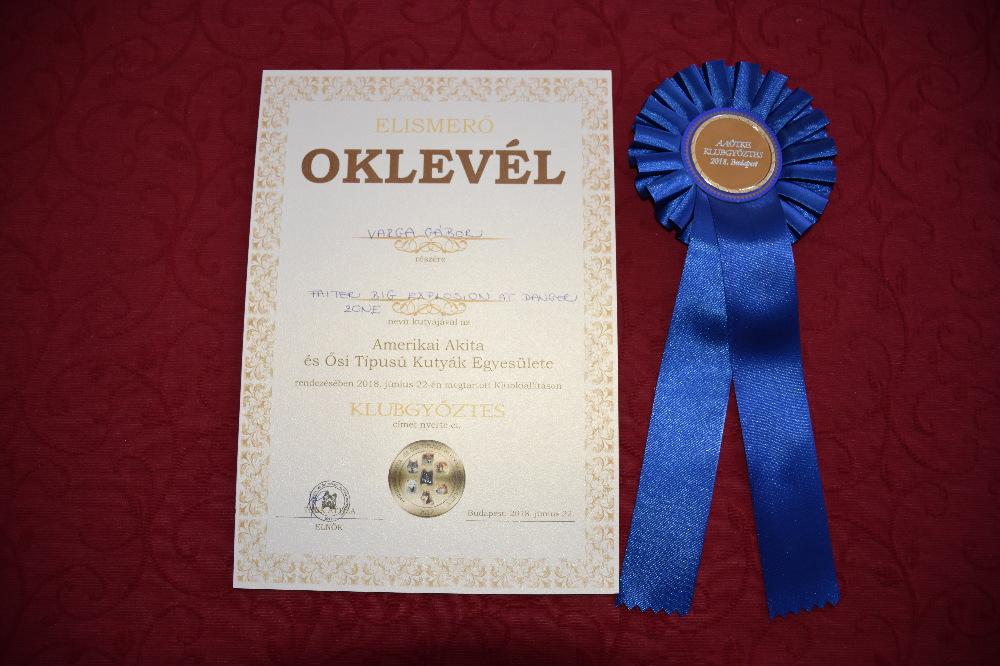 ELISMERŐ
OKLEVÉL
VARGA GÁBOR
részére
FAITER BIG EXPLOSION AT DANGER
ZONE
nevű kutyájával az
Amerikai Akita
és Ősi Típusú Kutyák Egyesülete
rendezésében 2018. június 22-én megtartott Klubkiállításon
KLUBGYŐZTES
címet nyerte el.
ELNÖK
Budapest, 2018. június 22.
AAÖTKE
KLUBGYŐZTES
2018. Budapest